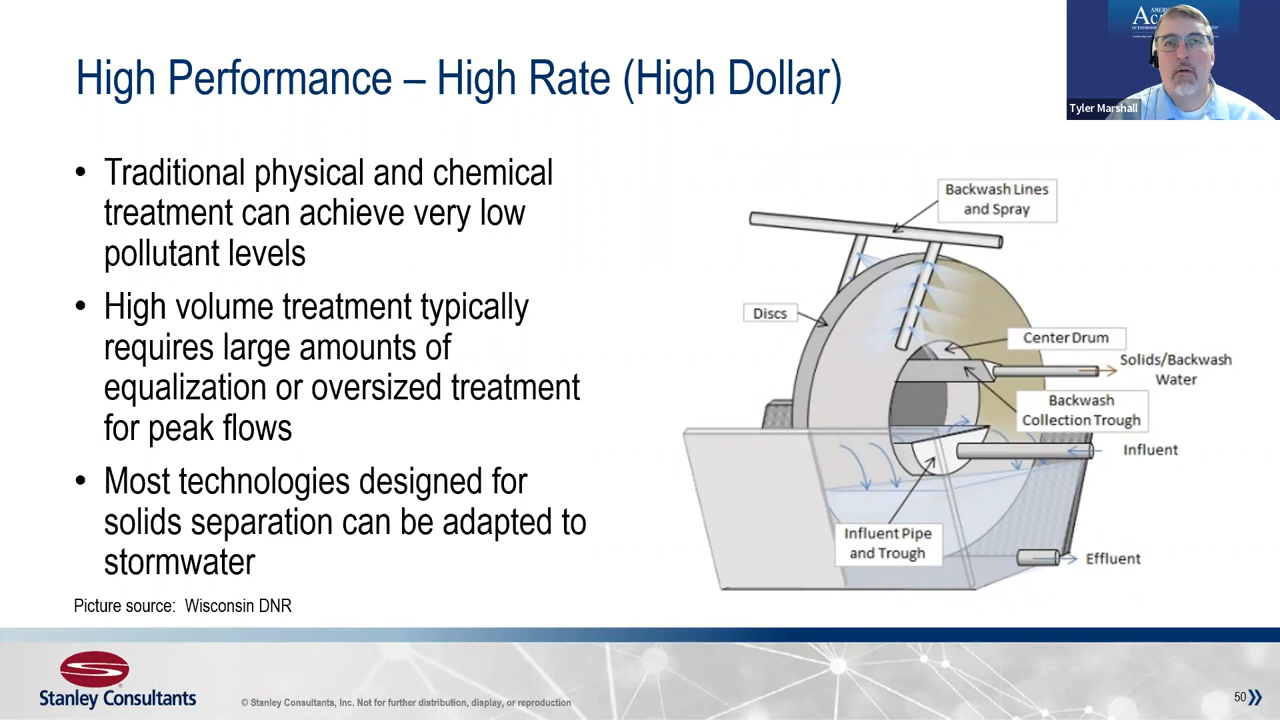 High Performance – High Rate (High Dollar)
Tyler Marshall
• Traditional physical and chemical
treatment can achieve very low
pollutant levels
• High volume treatment typically
requires large amounts of
equalization or oversized treatment
for peak flows
• Most technologies designed for
solids separation can be adapted to
stormwater
Picture source: Wisconsin DNR
Backwash Lines
and Spray
Discs
Center Drum
Solids/Backwash
Water
Backwash
Collection Trough
Influent
Influent Pipe
and Trough
Effluent
Stanley Consultants
© Stanley Consultants, Inc. Not for further distribution, display, or reproduction
50